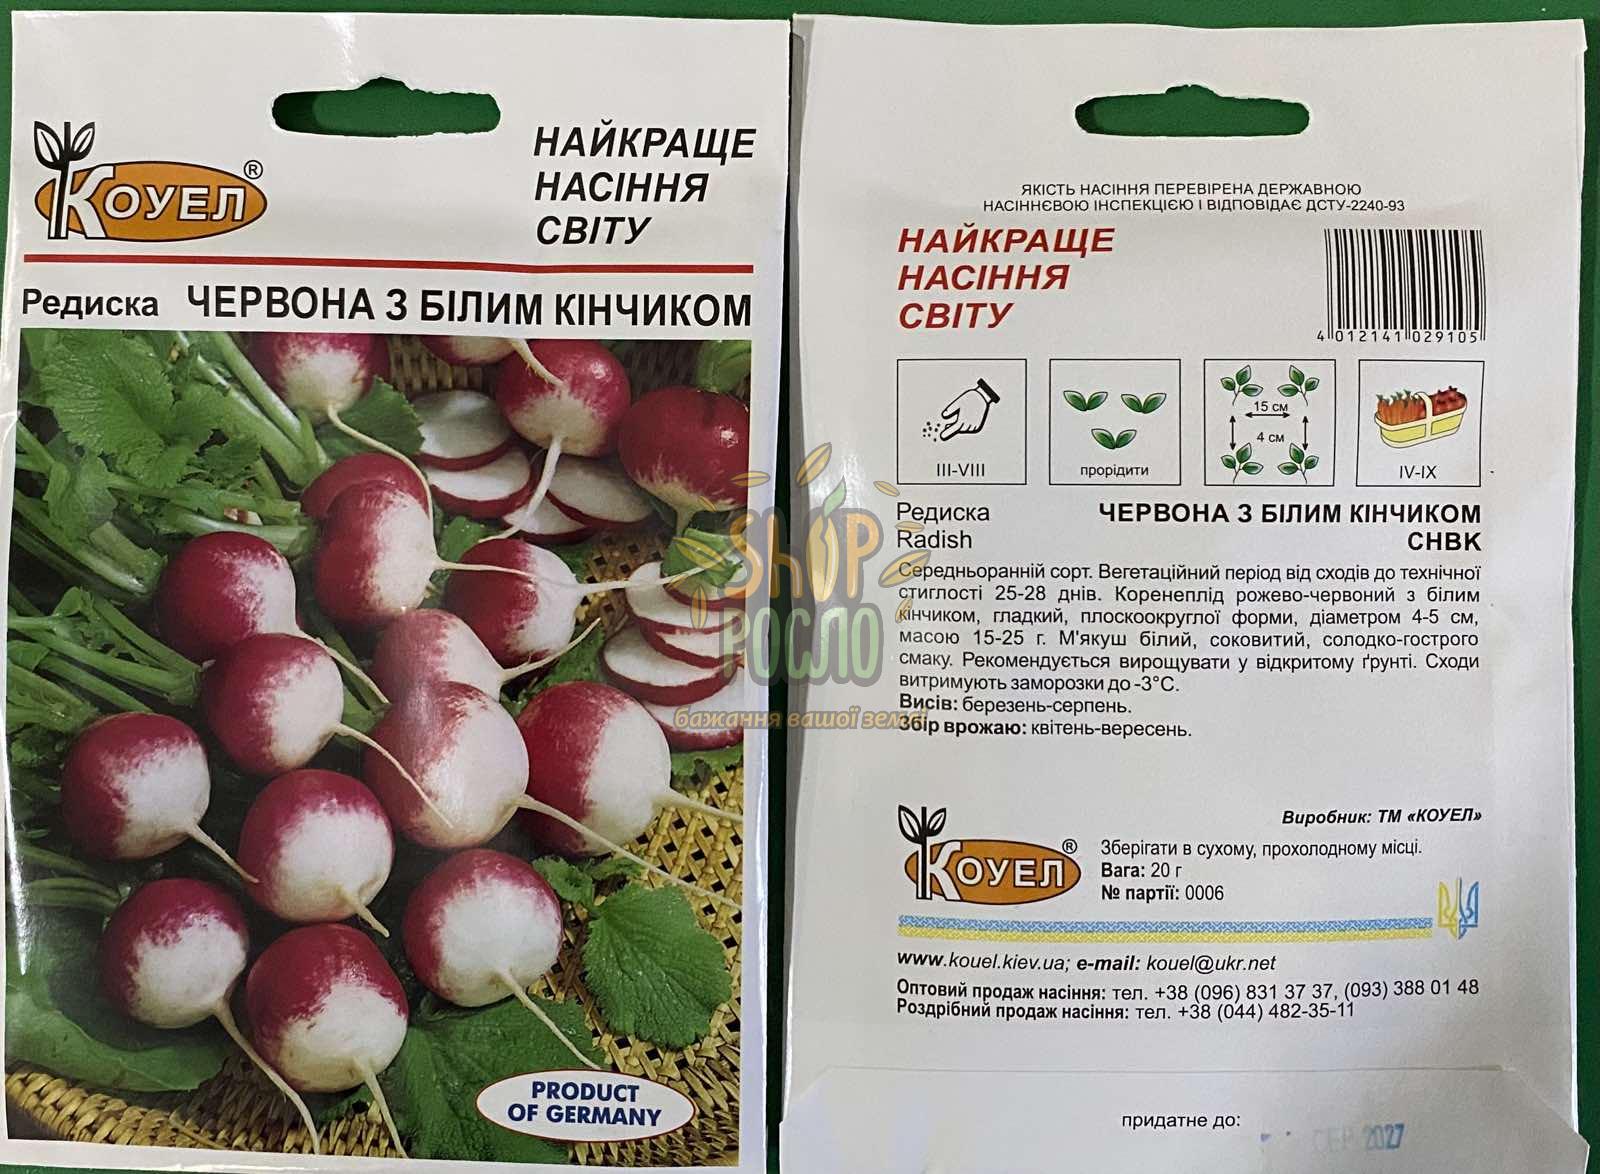 КОУЕЛ ®
НАЙКРАЩЕ
НАСІННЯ
СВІТУ
Редиска ЧЕРВОНА З БІЛИМ КІНЧИКОМ
PRODUCT
OF GERMANY
ЯКІСТЬ НАСІННЯ ПЕРЕВІРЕНА ДЕРЖАВНОЮ
НАСІННЄВОЮ ІНСПЕКЦІЄЮ І ВІДПОВІДАЄ ДСТУ-2240-93
НАЙКРАЩЕ
НАСІННЯ
СВІТУ
4 012141 029105
III-VIII
прорідити
15 см
4 см
IV-IX
Редиска ЧЕРВОНА З БІЛИМ КІНЧИКОМ
Radish CHBK
Середньоранній сорт. Вегетаційний період від сходів до технічної
стиглості 25-28 днів. Коренеплід рожево-червоний з білим
кінчиком, гладкий, плоскоокруглої форми, діаметром 4-5 см,
масою 15-25 г. М'якуш білий, соковитий, солодко-гострого
смаку. Рекомендується вирощувати у відкритому ґрунті. Сходи
витримують заморозки до -3°С.
Висів: березень-серпень.
Збір врожаю: квітень-вересень.
SHOP
РОСЛО
бажання вашої землі
Виробник: ТМ «КОУЕЛ»
КОУЕЛ ®
Зберігати в сухому, прохолодному місці.
Вага: 20 г
№ партії: 0006
www.kouel.kiev.ua; e-mail: kouel@ukr.net
Оптовий продаж насіння: тел. +38 (096) 831 37 37, (093) 388 01 48
Роздрібний продаж насіння: тел. +38 (044) 482-35-11
придатне до:
СЕР 2027